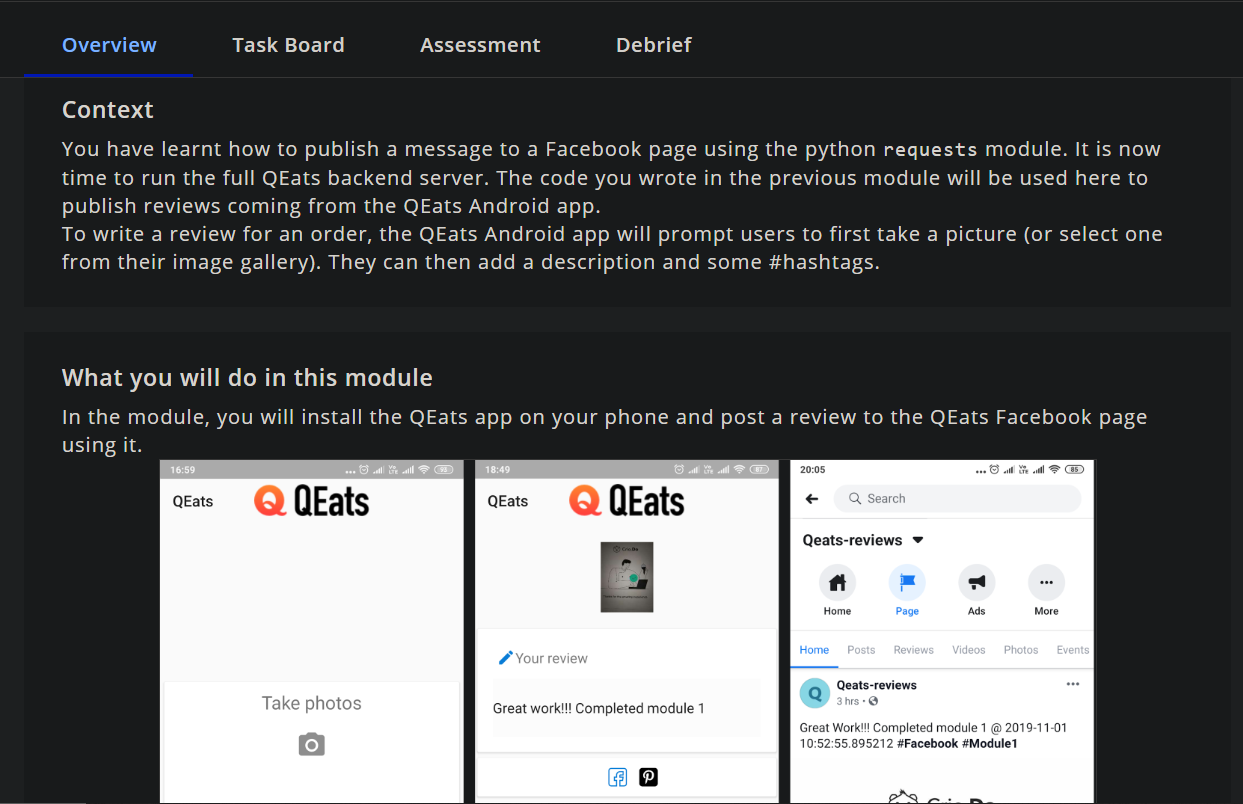 Overview Task Board Assessment Debrief
Context
You have learnt how to publish a message to a Facebook page using the python requests module. It is now
time to run the full QEats backend server. The code you wrote in the previous module will be used here to
publish reviews coming from the QEats Android app.
To write a review for an order, the QEats Android app will prompt users to first take a picture (or select one
from their image gallery). They can then add a description and some #hashtags.
What you will do in this module
In the module, you will install the QEats app on your phone and post a review to the QEats Facebook page
using it.
16:59
QEats QEats
Take photos
18:49
QEats QEats
Your review
Great work!!! Completed module 1
20:05
Search
Qeats-reviews
Home Page Ads More
Home Posts Reviews Videos Photos Events
Q Qeats-reviews
3 hrs
Great Work!!! Completed module 1 @ 2019-11-01
10:52:55.895212 #Facebook #Module1